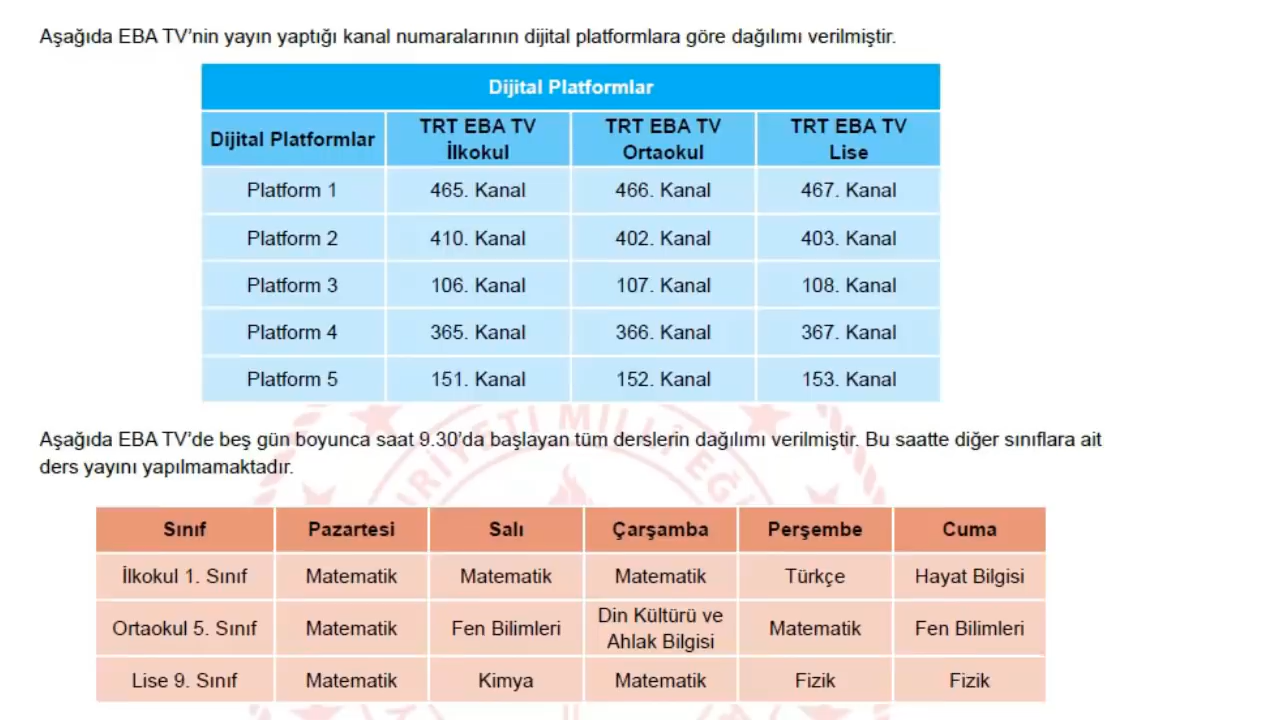 Aşağıda EBA TV'nin yayın yaptığı kanal numaralarının dijital platformlara göre dağılımı verilmiştir.
Dijital Platformlar
Dijital Platformlar TRT EBA TV İlkokul TRT EBA TV Ortaokul TRT EBA TV Lise
Platform 1 465. Kanal 466. Kanal 467. Kanal
Platform 2 410. Kanal 402. Kanal 403. Kanal
Platform 3 106. Kanal 107. Kanal 108. Kanal
Platform 4 365. Kanal 366. Kanal 367. Kanal
Platform 5 151. Kanal 152. Kanal 153. Kanal
Aşağıda EBA TV'de beş gün boyunca saat 9.30'da başlayan tüm derslerin dağılımı verilmiştir. Bu saatte diğer sınıflara ait
ders yayını yapılmamaktadır.
Sınıf Pazartesi Salı Çarşamba Perşembe Cuma
İlkokul 1. Sınıf Matematik Matematik Matematik Türkçe Hayat Bilgisi
Ortaokul 5. Sınıf Matematik Fen Bilimleri Din Kültürü ve Ahlak Bilgisi Matematik Fen Bilimleri
Lise 9. Sınıf Matematik Kimya Matematik Fizik Fizik